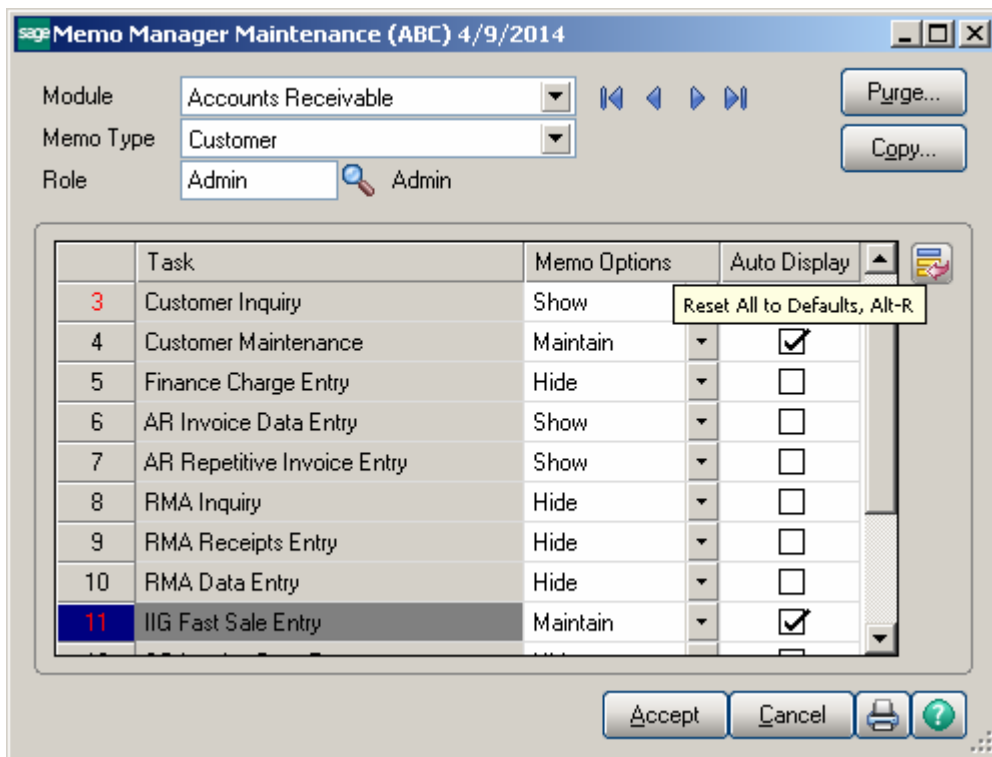 sage Memo Manager Maintenance (ABC) 4/9/2014
Module Accounts Receivable Purge...
Memo Type Customer Copy...
Role Admin Admin
Task Memo Options Auto Display
3 Customer Inquiry Show
Reset All to Defaults, Alt-R
4 Customer Maintenance Maintain
5 Finance Charge Entry Hide
6 AR Invoice Data Entry Show
7 AR Repetitive Invoice Entry Show
8 RMA Inquiry Hide
9 RMA Receipts Entry Hide
10 RMA Data Entry Hide
11 IIG Fast Sale Entry Maintain
Accept Cancel